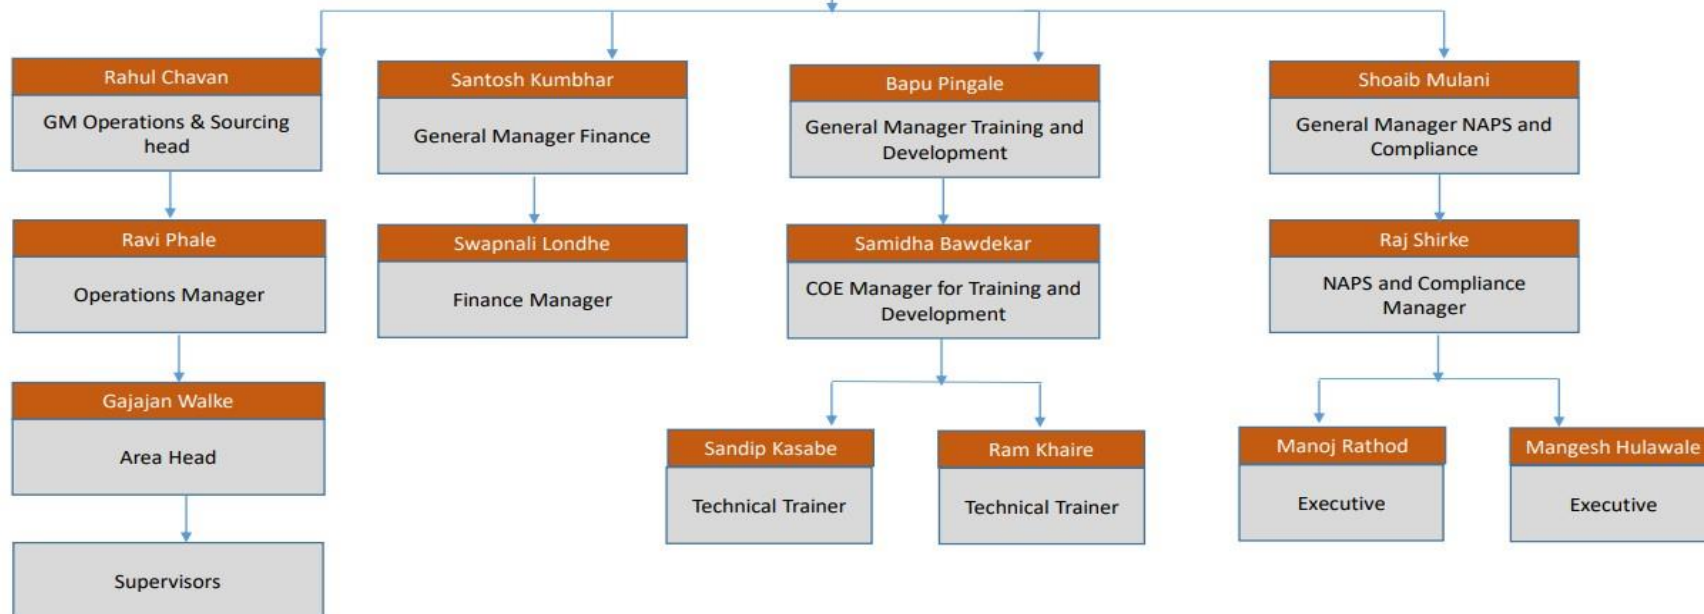 Rahul Chavan
GM Operations & Sourcing
head
Santosh Kumbhar
General Manager Finance
Bapu Pingale
General Manager Training and
Development
Shoaib Mulani
General Manager NAPS and
Compliance
Ravi Phale
Operations Manager
Swapnali Londhe
Finance Manager
Samidha Bawdekar
COE Manager for Training and
Development
Raj Shirke
NAPS and Compliance
Manager
Gajajan Walke
Area Head
Sandip Kasabe
Technical Trainer
Ram Khaire
Technical Trainer
Manoj Rathod
Executive
Mangesh Hulawale
Executive
Supervisors